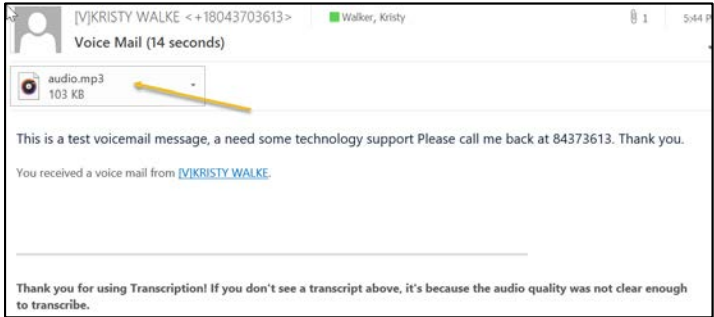 [V]KRISTY WALKE <+18043703613> Walker, Kristy 1 5:44 P
Voice Mail (14 seconds)
audio.mp3
103 KB
This is a test voicemail message, a need some technology support Please call me back at 84373613. Thank you.
You received a voice mail from [V]KRISTY WALKE.
Thank you for using Transcription! If you don't see a transcript above, it's because the audio quality was not clear enough
to transcribe.